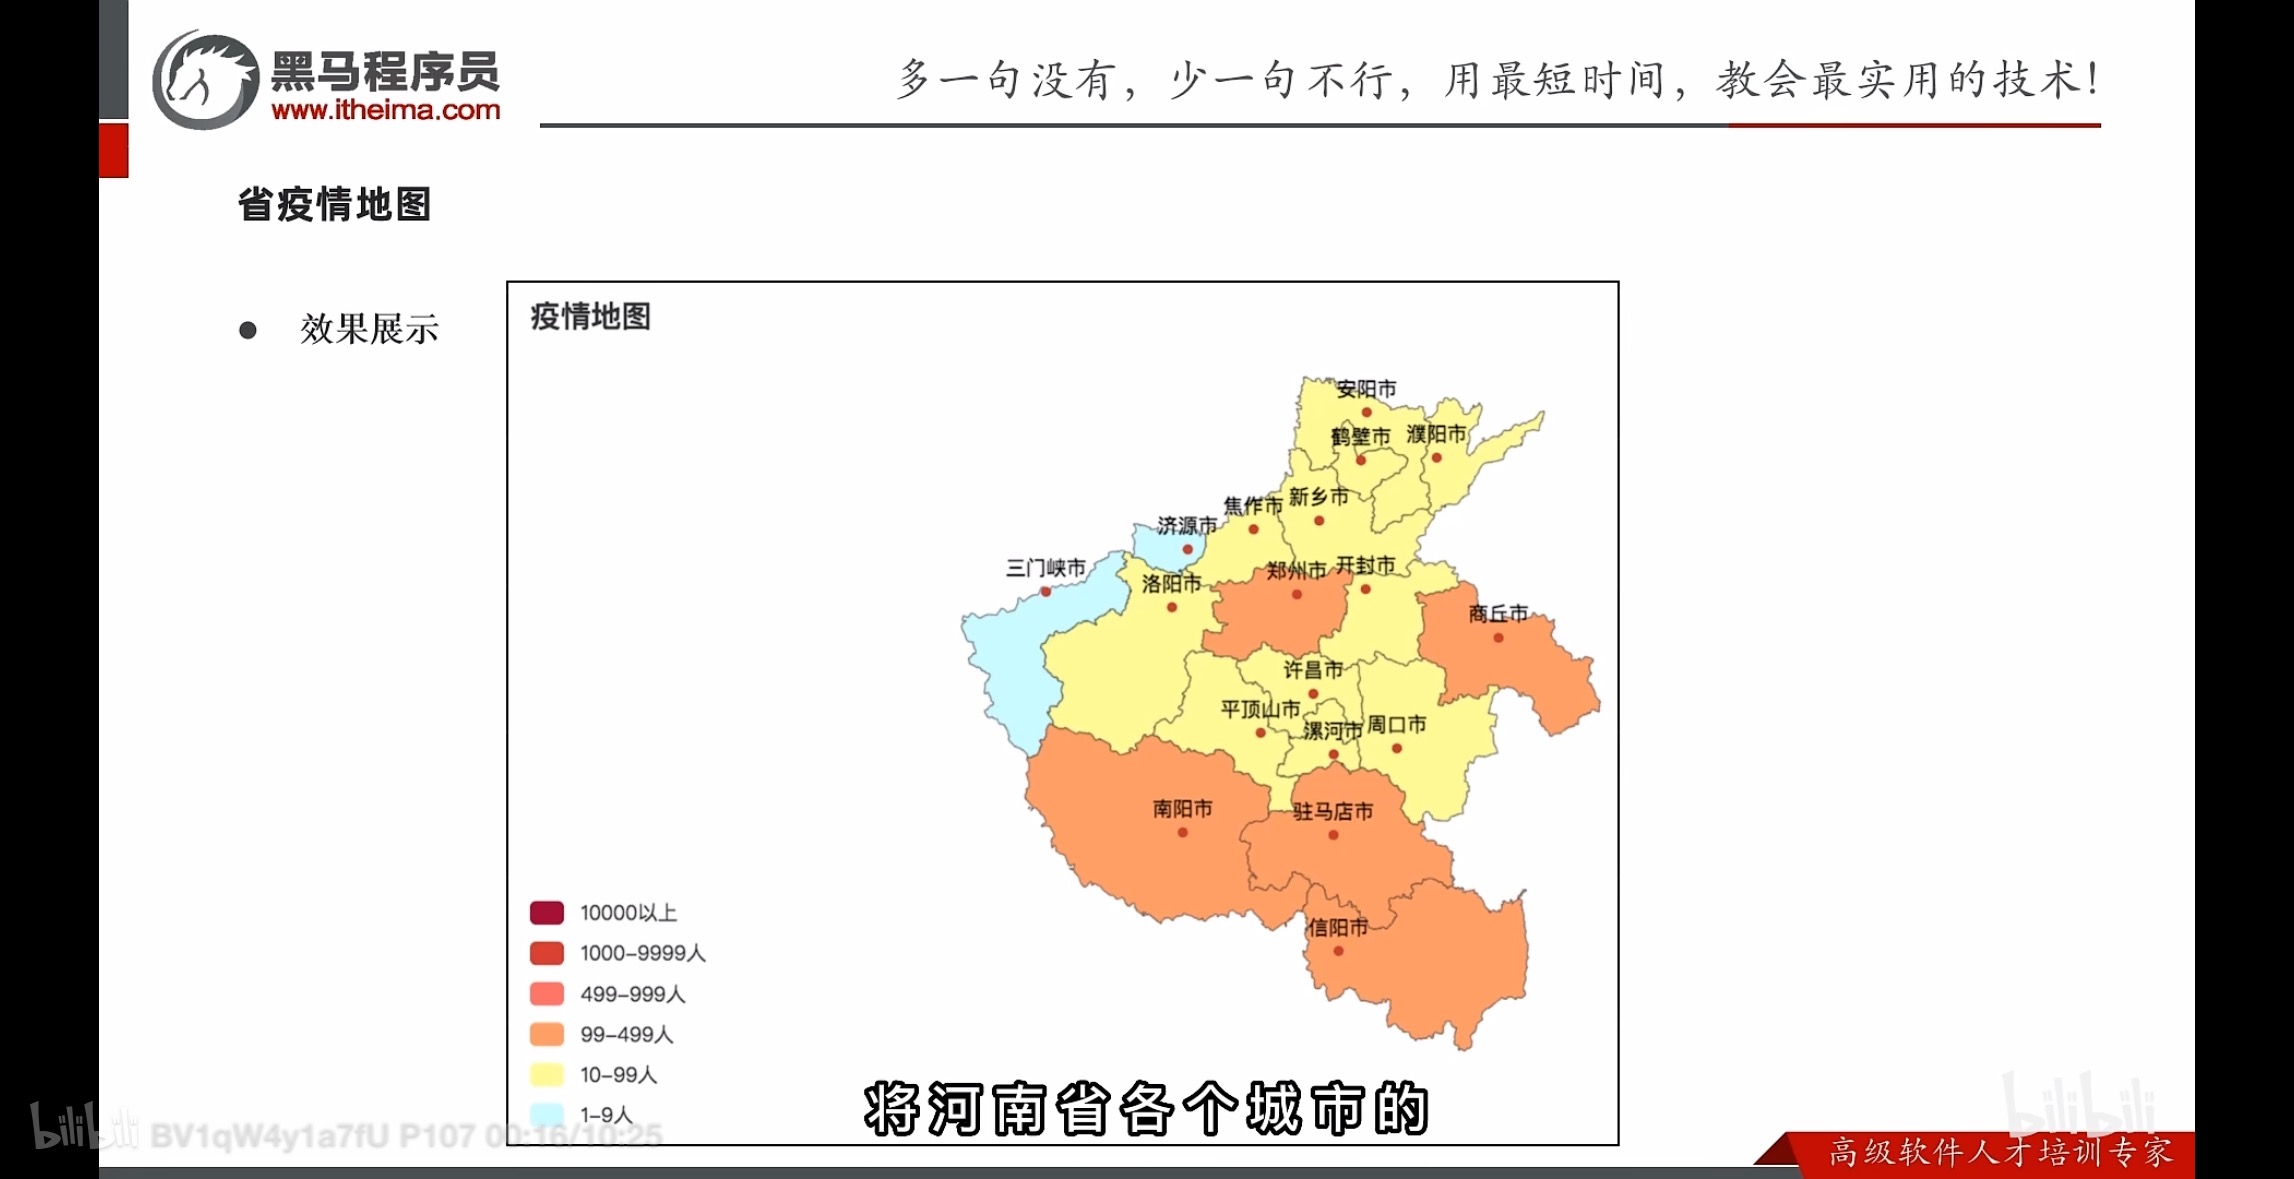 黑马程序员
www.itheima.com
多一句没有，少一句不行，用最短时间，教会最实用的技术！
省疫情地图
● 效果展示
疫情地图
安阳市
鹤壁市
濮阳市
新乡市
焦作市
济源市
三门峡市
洛阳市
郑州市
开封市
商丘市
许昌市
平顶山市
漯河市
周口市
南阳市
驻马店市
信阳市
10000以上
1000-9999人
499-999人
99-499人
10-99人
1-9人
将河南省各个城市的
bilibili BV1qW4y1a7fU P107 00:16/10:25
bilibili
高级软件人才培训专家